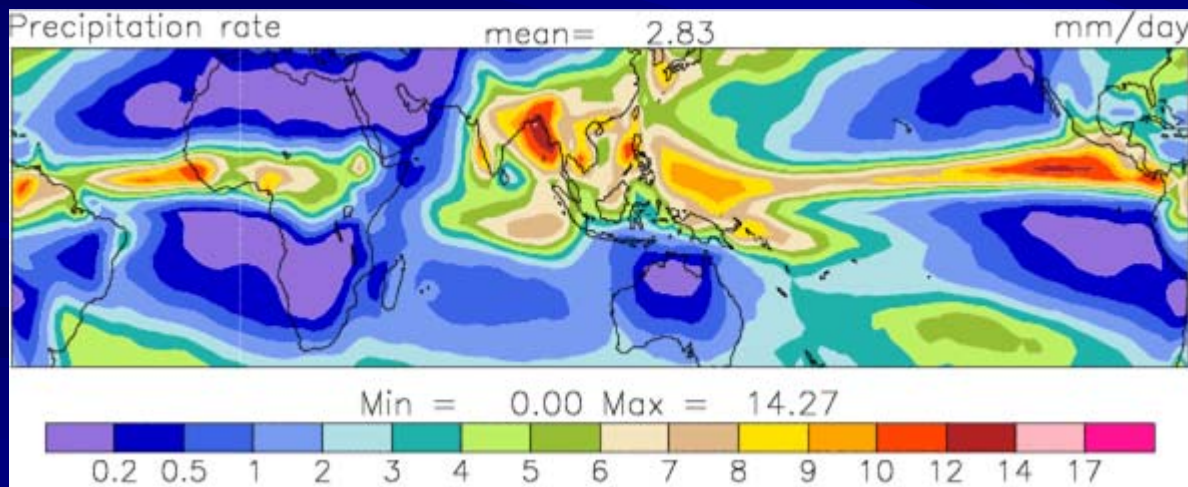 Precipitation rate mean= 2.83 mm/day
Min = 0.00 Max = 14.27
0.2 0.5 1 2 3 4 5 6 7 8 9 10 12 14 17